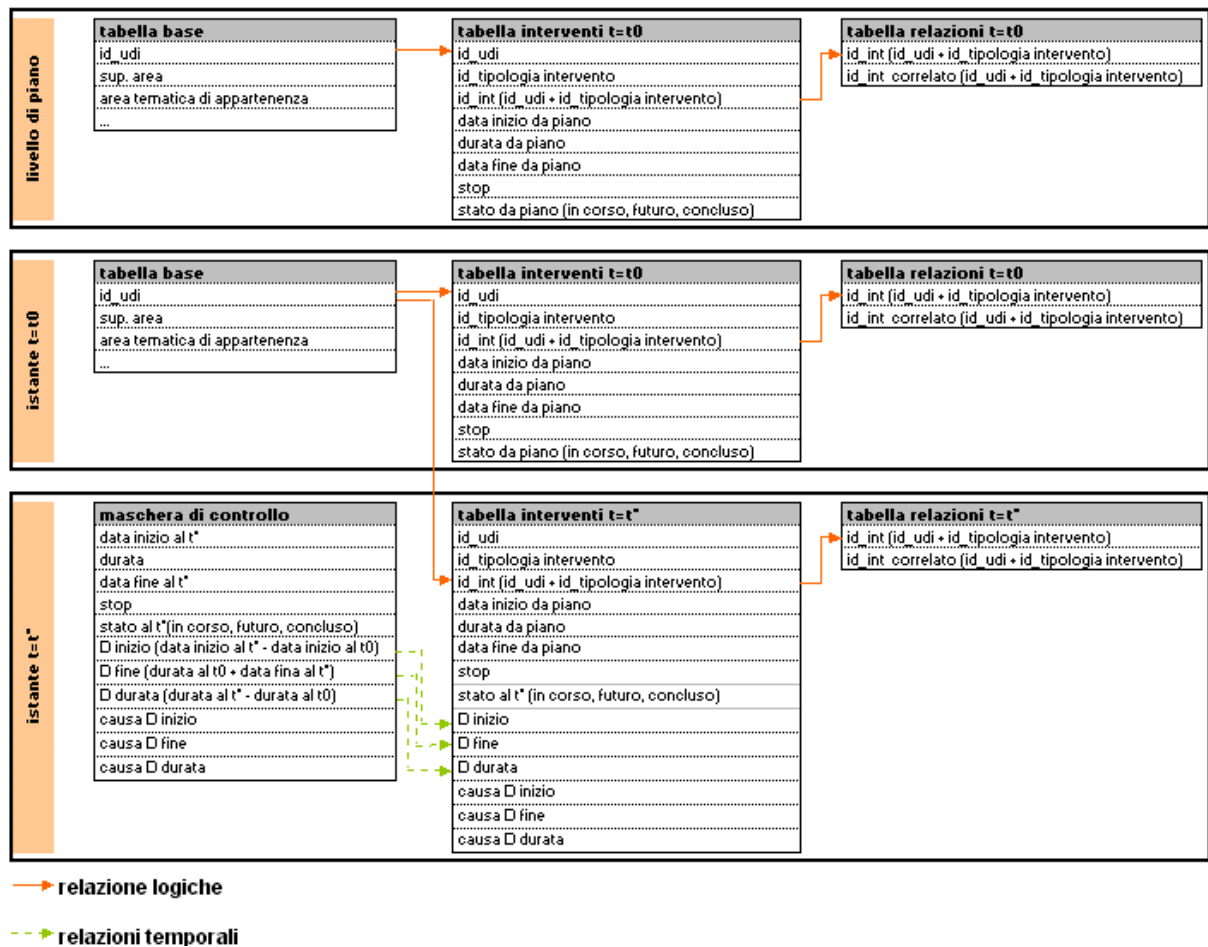 livello di piano
tabella base
id_udi
sup. area
area tematica di appartenenza
...
tabella interventi t=t0
id_udi
id_tipologia intervento
id_int (id_udi + id_tipologia intervento)
data inizio da piano
durata da piano
data fine da piano
stop
stato da piano (in corso, futuro, concluso)
tabella relazioni t=t0
id_int (id_udi + id_tipologia intervento)
id_int correlato (id_udi + id_tipologia intervento)
istante t=t0
tabella base
id_udi
sup. area
area tematica di appartenenza
...
tabella interventi t=t0
id_udi
id_tipologia intervento
id_int (id_udi + id_tipologia intervento)
data inizio da piano
durata da piano
data fine da piano
stop
stato da piano (in corso, futuro, concluso)
tabella relazioni t=t0
id_int (id_udi + id_tipologia intervento)
id_int correlato (id_udi + id_tipologia intervento)
istante t=t*
maschera di controllo
data inizio al t*
durata
data fine al t*
stop
stato al t*(in corso, futuro, concluso)
D inizio (data inizio al t* - data inizio al t0)
D fine (durata al t0 + data fina al t*)
D durata (durata al t* - durata al t0)
causa D inizio
causa D fine
causa D durata
tabella interventi t=t*
id_udi
id_tipologia intervento
id_int (id_udi + id_tipologia intervento)
data inizio da piano
durata da piano
data fine da piano
stop
stato al t* (in corso, futuro, concluso)
D inizio
D fine
D durata
causa D inizio
causa D fine
causa D durata
tabella relazioni t=t*
id_int (id_udi + id_tipologia intervento)
id_int correlato (id_udi + id_tipologia intervento)
relazione logiche
relazioni temporali